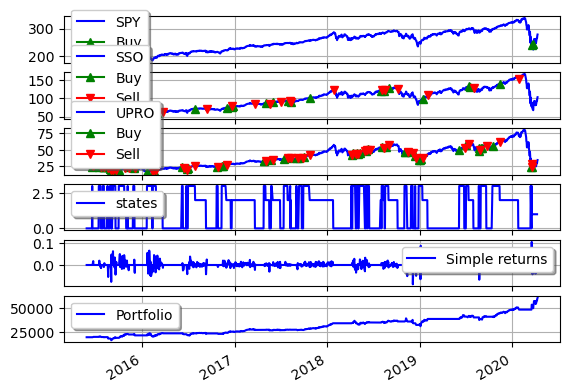 SPY
Buy
300
200
SSO
Buy
Sell
150
100
50
UPRO
Buy
Sell
75
50
25
states
2.5
0.0
Simple returns
0.1
0.0
Portfolio
50000
25000
2016 2017 2018 2019 2020